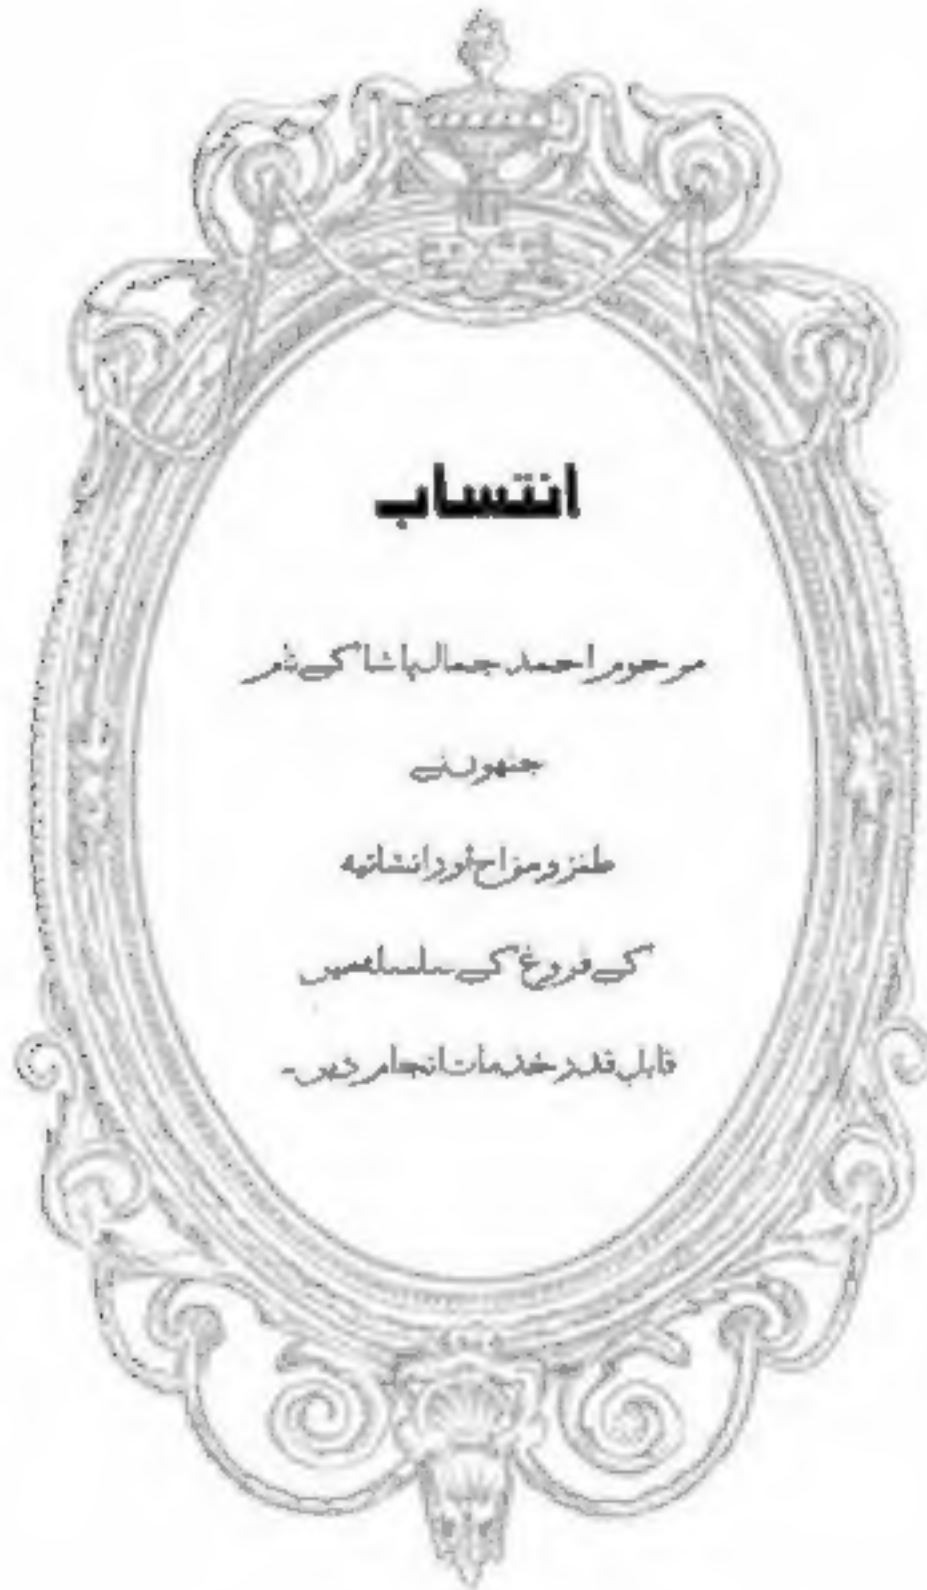 انتساب
مرحوم احمد جمال پاشا کے نام
جنھوں نے
طنز و مزاح اور انشائیہ
کے فروغ کے سلسلہ میں
قابلِ قدر خدمات انجام دیں۔